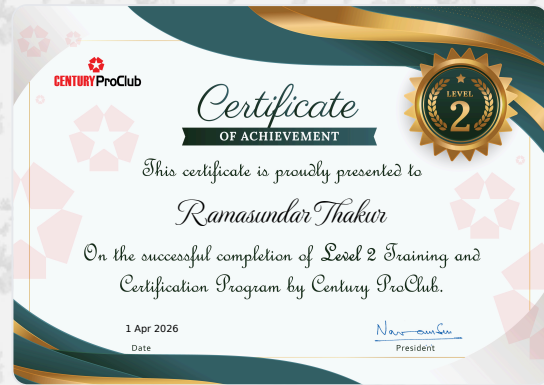 CENTURY ProClub
LEVEL
2
Certificate
OF ACHIEVEMENT
This certificate is proudly presented to
Ramasundar Thakur
On the successful completion of Level 2 Training and
Certification Program by Century ProClub.
1 Apr 2026
Date
President